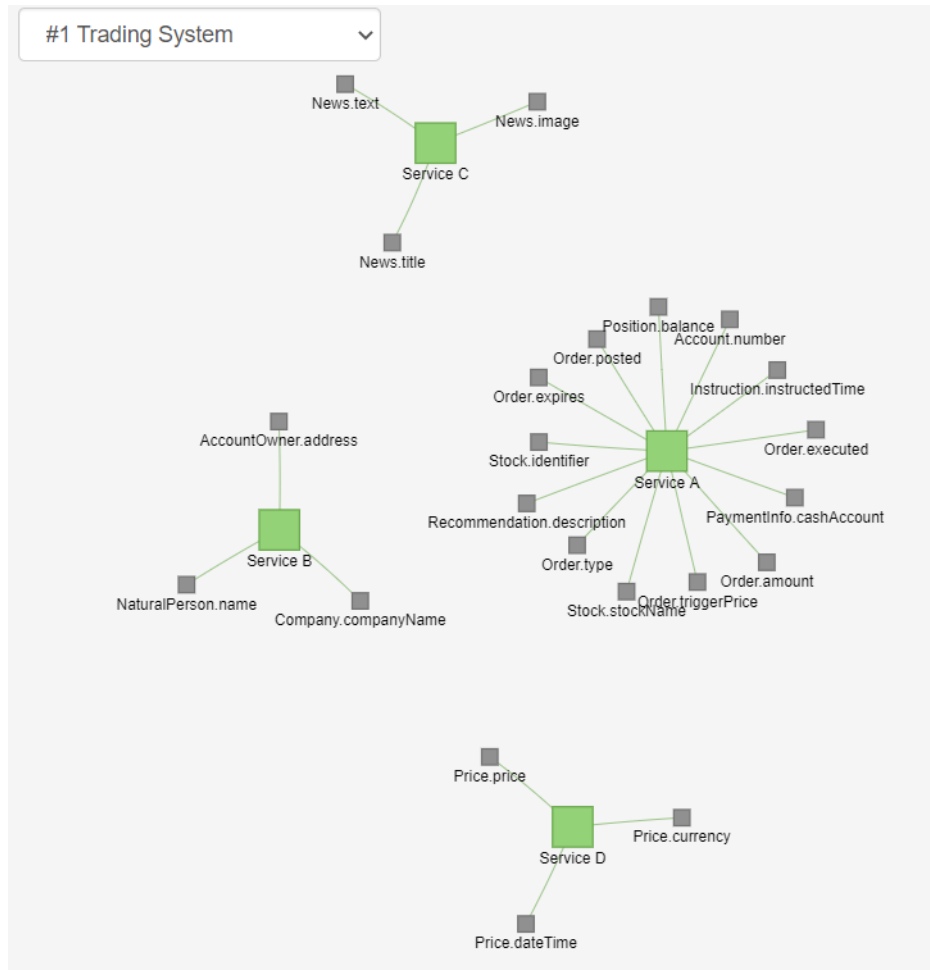 #1 Trading System
News.text
News.image
Service C
News.title
Position.balance
Account.number
Order.posted
Instruction.instructedTime
Order.expires
AccountOwner.address
Order.executed
Stock.identifier
Service A
PaymentInfo.cashAccount
Recommendation.description
Service B
Order.type
Order.amount
NaturalPerson.name
Order.triggerPrice
Stock.stockName
Company.companyName
Price.price
Price.currency
Service D
Price.dateTime